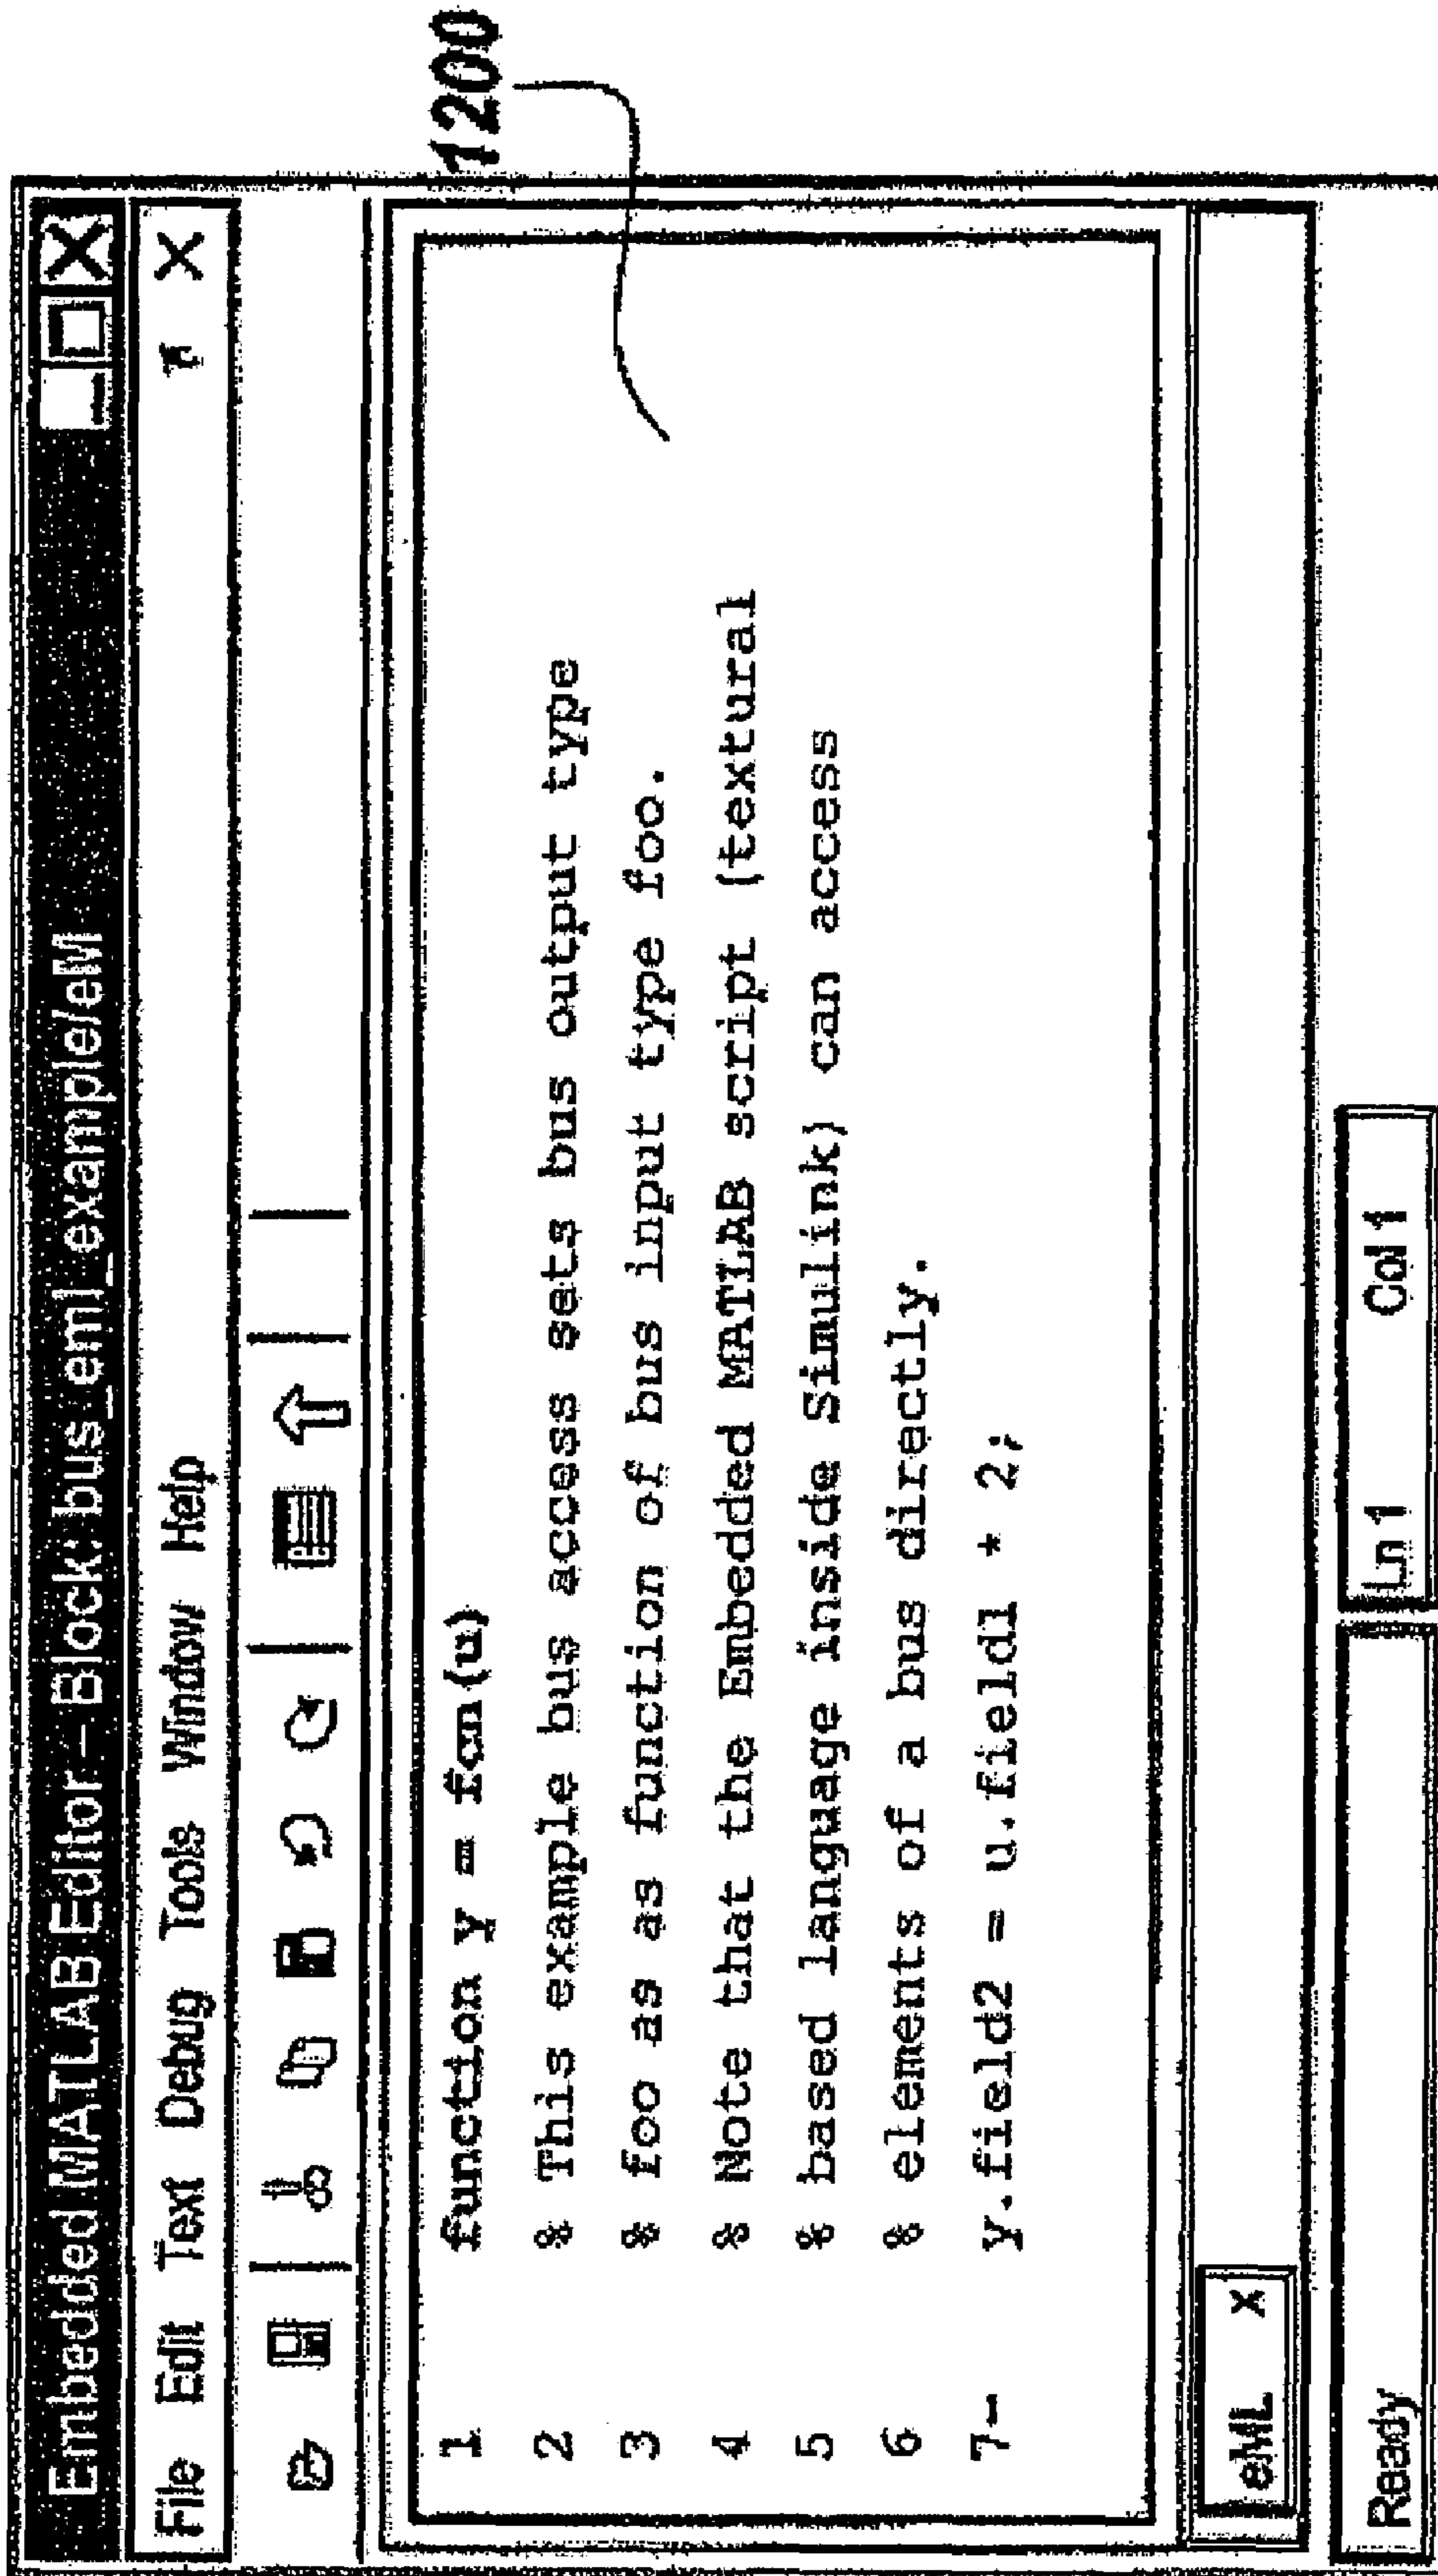 1200
Embedded MATLAB Editor - Block: bus_eml_example/eM
File Edit Text Debug Tools Window Help
1 function y = fcn(u)
2 % This example bus access sets bus output type
3 % foo as as function of bus input type foo.
4 % Note that the Embedded MATLAB script (textural
5 % based language inside Simulink) can access
6 % elements of a bus directly.
7- y.field2 = u.field1 * 2;
eML X
Ready Ln 1 Col 1